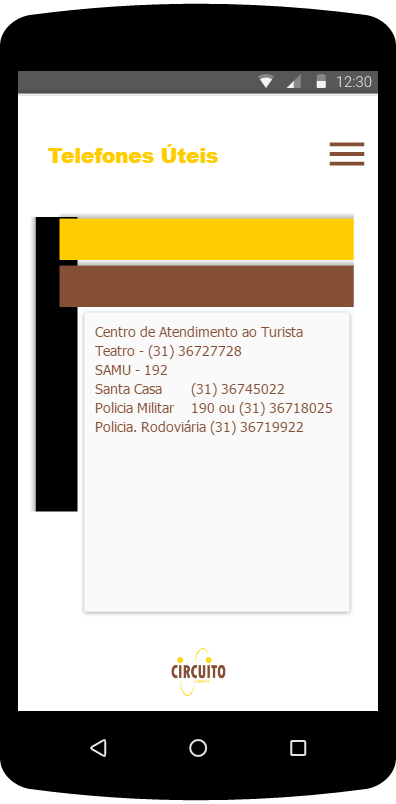 12:30
Telefones Úteis
Centro de Atendimento ao Turista
Teatro - (31) 36727728
SAMU - 192
Santa Casa (31) 36745022
Policia Militar 190 ou (31) 36718025
Policia. Rodoviária (31) 36719922
CIRCUITO